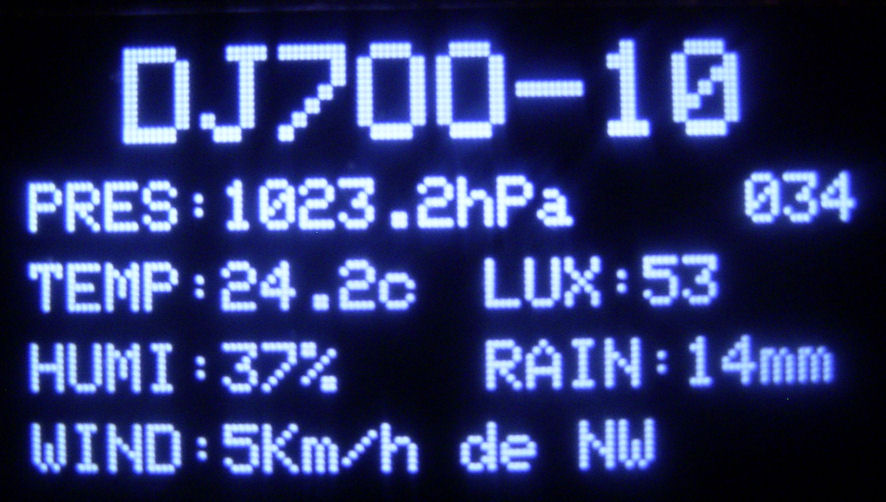 DJ700-10
PRES:1023.2hPa 034
TEMP:24.2c LUX:53
HUMI:37% RAIN:14mm
WIND:5Km/h de NW